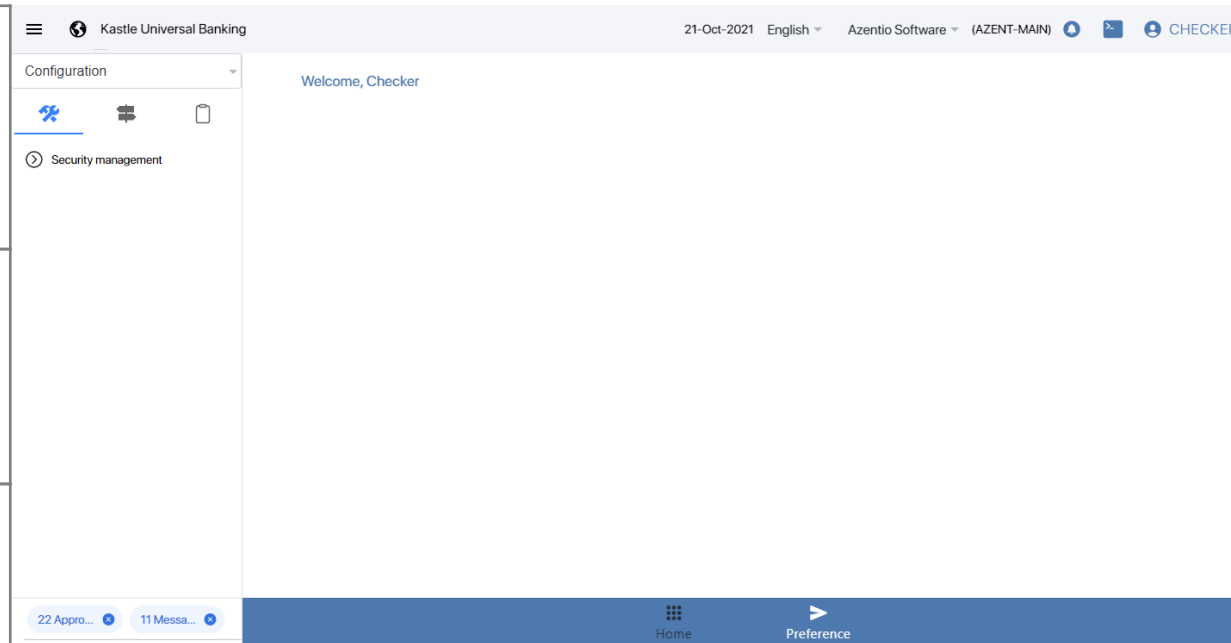 Kastle Universal Banking
21-Oct-2021 English Azentio Software (AZENT-MAIN) CHECKER
Configuration
Welcome, Checker
Security management
22 Appro... 11 Messa...
Home
Preference